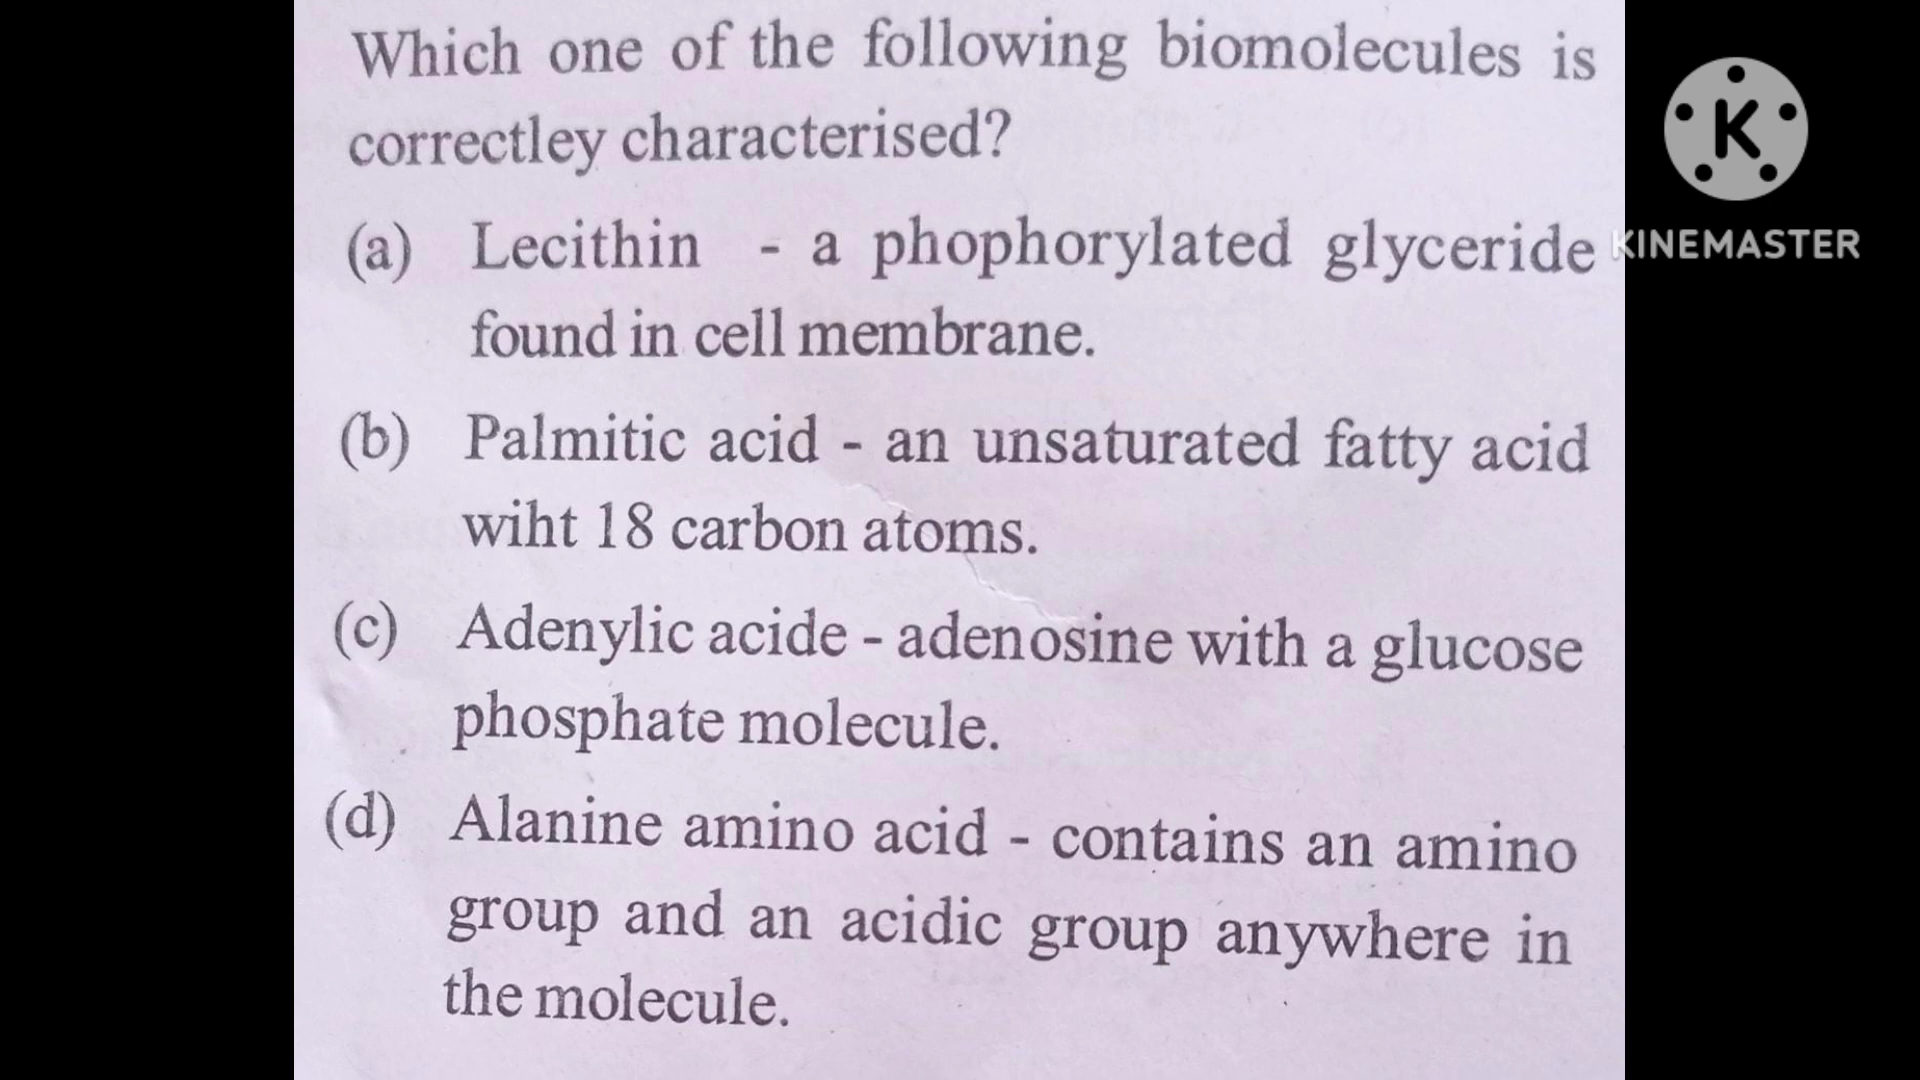 Which one of the following biomolecules is
correctley characterised?
(a) Lecithin - a phophorylated glyceride
found in cell membrane.
(b) Palmitic acid - an unsaturated fatty acid
wiht 18 carbon atoms.
(c) Adenylic acide - adenosine with a glucose
phosphate molecule.
(d) Alanine amino acid - contains an amino
group and an acidic group anywhere in
the molecule.
K
KINEMASTER